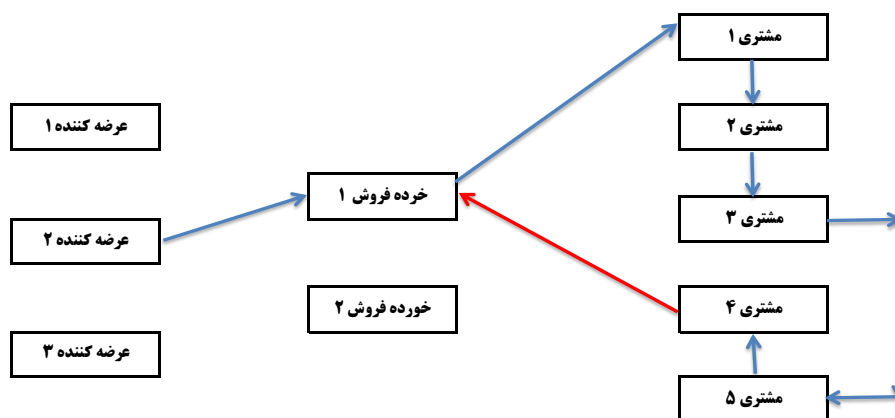 مشتری ۱
عرضه کننده ۱
مشتری ۲
خرده فروش ۱
مشتری ۳
عرضه کننده ۲
خورده فروش ۲
مشتری ۴
عرضه کننده ۳
مشتری ۵